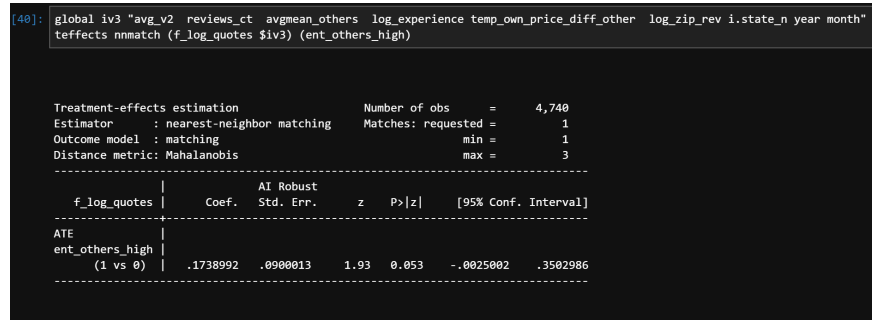 [40]: global iv3 "avg_v2  reviews_ct  avgmean_others  log_experience temp_own_price_diff_other  log_zip_rev i.state_n year month"
teffects nnmatch (f_log_quotes $iv3) (ent_others_high)
Treatment-effects estimation                   Number of obs      =      4,740
Estimator      : nearest-neighbor matching     Matches: requested =          1
Outcome model  : matching                                     min =          1
Distance metric: Mahalanobis                                  max =          3
------------------------------------------------------------------------------
|              AI Robust
f_log_quotes |      Coef.   Std. Err.      z    P>|z|     [95% Conf. Interval]
----------------+-------------------------------------------------------------
ATE             |
ent_others_high |
(1 vs 0)  |   .1738992   .0900013     1.93   0.053    -.0025002    .3502986
------------------------------------------------------------------------------